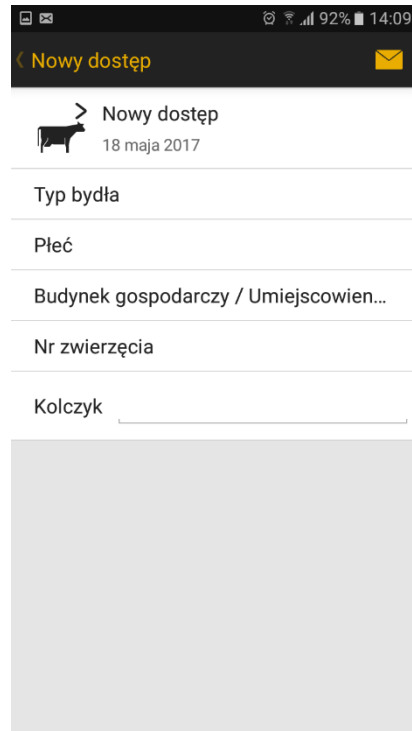 92% 14:09
Nowy dostęp
Nowy dostęp
18 maja 2017
Typ bydła
Płeć
Budynek gospodarczy / Umiejscowien...
Nr zwierzęcia
Kolczyk